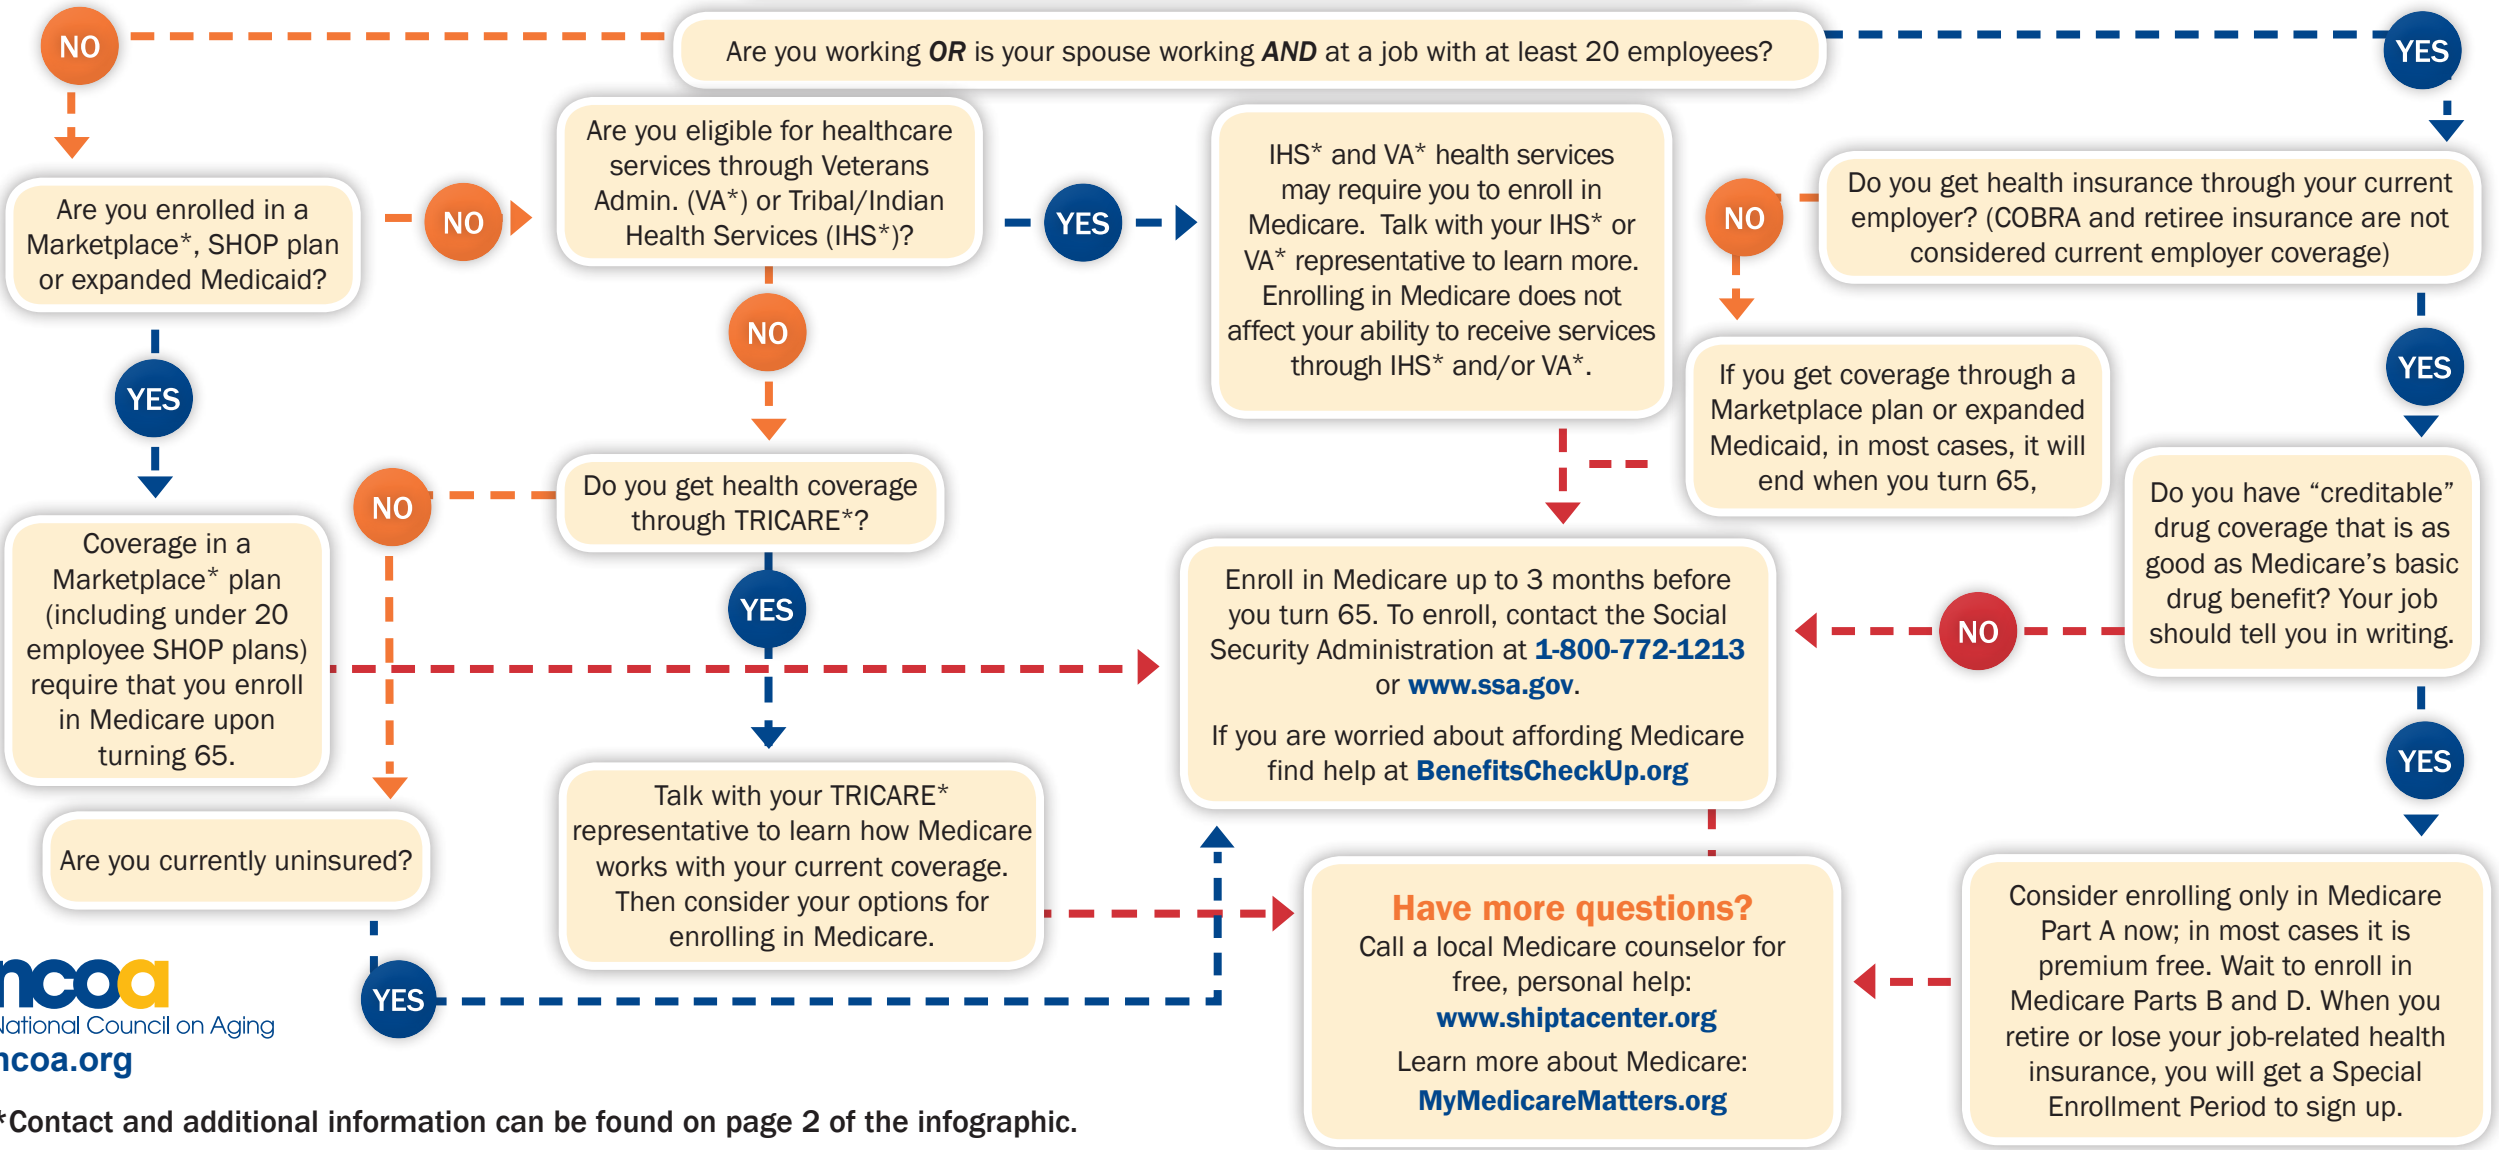 NO
Are you working OR is your spouse working AND at a job with at least 20 employees?
YES
Are you enrolled in a
Marketplace*, SHOP plan
or expanded Medicaid?
NO
Are you eligible for healthcare
services through Veterans
Admin. (VA*) or Tribal/Indian
Health Services (IHS*)?
YES
IHS* and VA* health services
may require you to enroll in
Medicare. Talk with your IHS* or
VA* representative to learn more.
Enrolling in Medicare does not
affect your ability to receive services
through IHS* and/or VA*.
NO
Do you get health insurance through your current
employer? (COBRA and retiree insurance are not
considered current employer coverage)
YES
NO
If you get coverage through a
Marketplace plan or expanded
Medicaid, in most cases, it will
end when you turn 65,
YES
Coverage in a
Marketplace* plan
(including under 20
employee SHOP plans)
require that you enroll
in Medicare upon
turning 65.
NO
Do you get health coverage
through TRICARE*?
YES
Enroll in Medicare up to 3 months before
you turn 65. To enroll, contact the Social
Security Administration at 1-800-772-1213
or www.ssa.gov.
If you are worried about affording Medicare
find help at BenefitsCheckUp.org
NO
Do you have “creditable”
drug coverage that is as
good as Medicare’s basic
drug benefit? Your job
should tell you in writing.
YES
Are you currently uninsured?
YES
Talk with your TRICARE*
representative to learn how Medicare
works with your current coverage.
Then consider your options for
enrolling in Medicare.
Have more questions?
Call a local Medicare counselor for
free, personal help:
www.shiptacenter.org
Learn more about Medicare:
MyMedicareMatters.org
Consider enrolling only in Medicare
Part A now; in most cases it is
premium free. Wait to enroll in
Medicare Parts B and D. When you
retire or lose your job-related health
insurance, you will get a Special
Enrollment Period to sign up.
ncoa
National Council on Aging
ncoa.org
*Contact and additional information can be found on page 2 of the infographic.